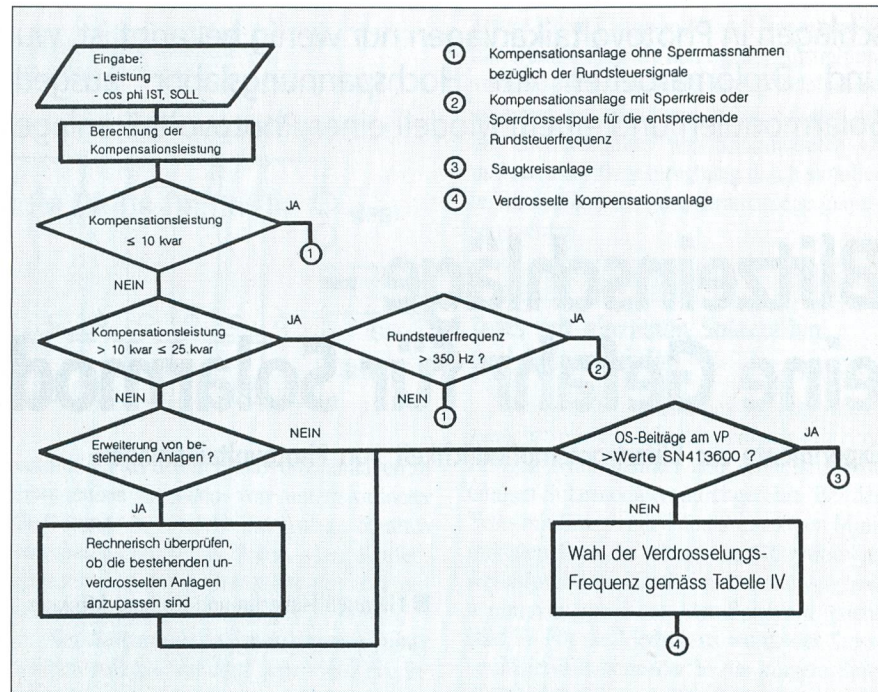 Eingabe:
- Leistung
- cos phi IST, SOLL
Berechnung der
Kompensationsleistung
Kompensationsleistung
≤ 10 kvar
JA
1
NEIN
Kompensationsleistung
> 10 kvar ≤ 25 kvar
JA
Rundsteuerfrequenz
> 350 Hz ?
JA
2
NEIN
1
NEIN
Erweiterung von be-
stehenden Anlagen ?
NEIN
JA
Rechnerisch überprüfen,
ob die bestehenden un-
verdrosselten Anlagen
anzupassen sind
OS-Beiträge am VP
>Werte SN413600 ?
JA
3
NEIN
Wahl der Verdrosselungs-
Frequenz gemäss Tabelle IV
4
1 Kompensationsanlage ohne Sperrmassnahmen
bezüglich der Rundsteuersignale
2 Kompensationsanlage mit Sperrkreis oder
Sperrdrosselspule für die entsprechende
Rundsteuerfrequenz
3 Saugkreisanlage
4 Verdrosselte Kompensationsanlage